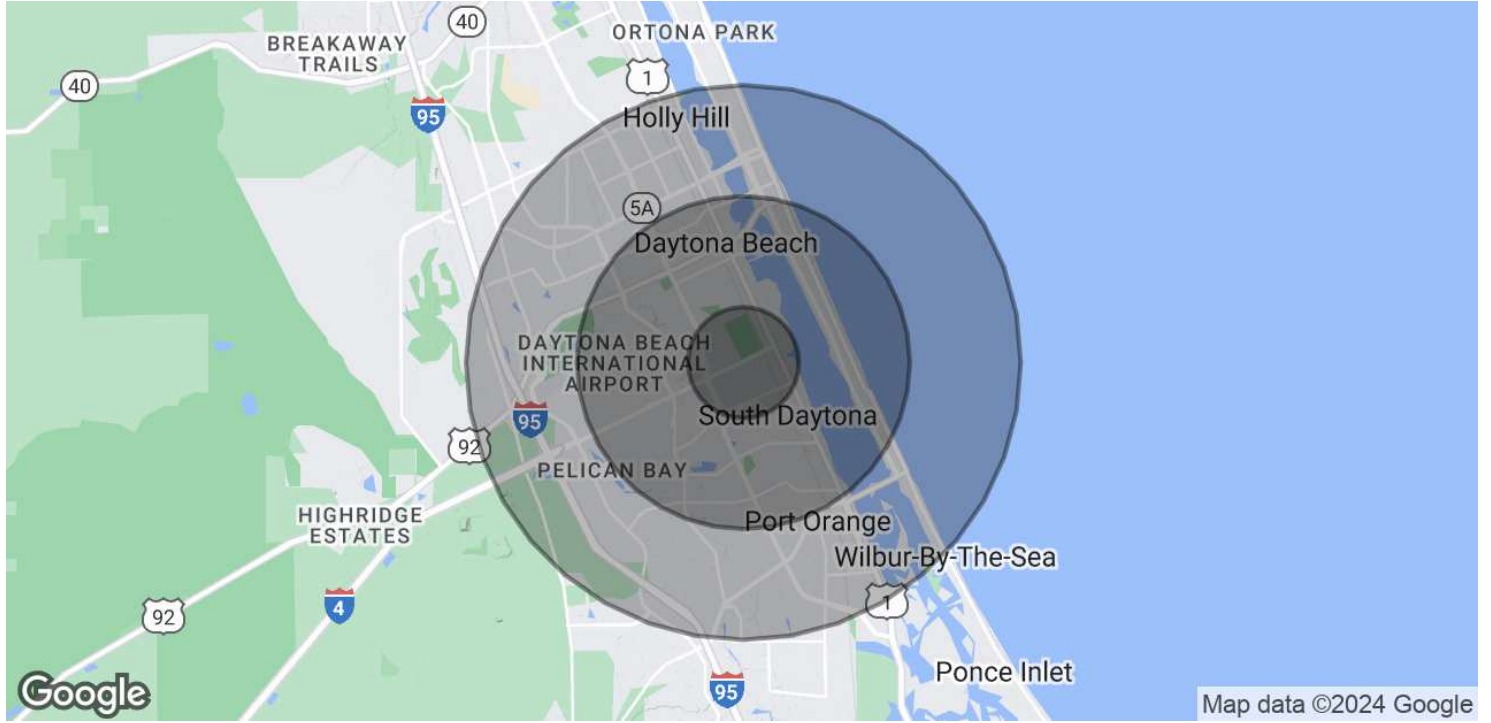 40
ORTONA PARK
BREAKAWAY
TRAILS
1
40
95
Holly Hill
5A
Daytona Beach
DAYTONA BEACH
INTERNATIONAL
AIRPORT
95
South Daytona
92
PELICAN BAY
HIGHRIDGE
ESTATES
Port Orange
Wilbur-By-The-Sea
4
1
92
Ponce Inlet
95
Google
Map data ©2024 Google